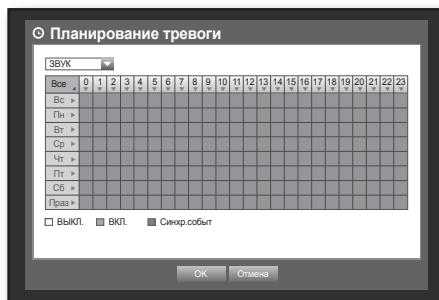 Планирование тревоги
ЗВУК
Все 0 1 2 3 4 5 6 7 8 9 10 11 12 13 14 15 16 17 18 19 20 21 22 23
Вс
Пн
Вт
Ср
Чт
Пт
Сб
Праз
ВЫКЛ. ВКЛ. Синхр.событ
OK Отмена